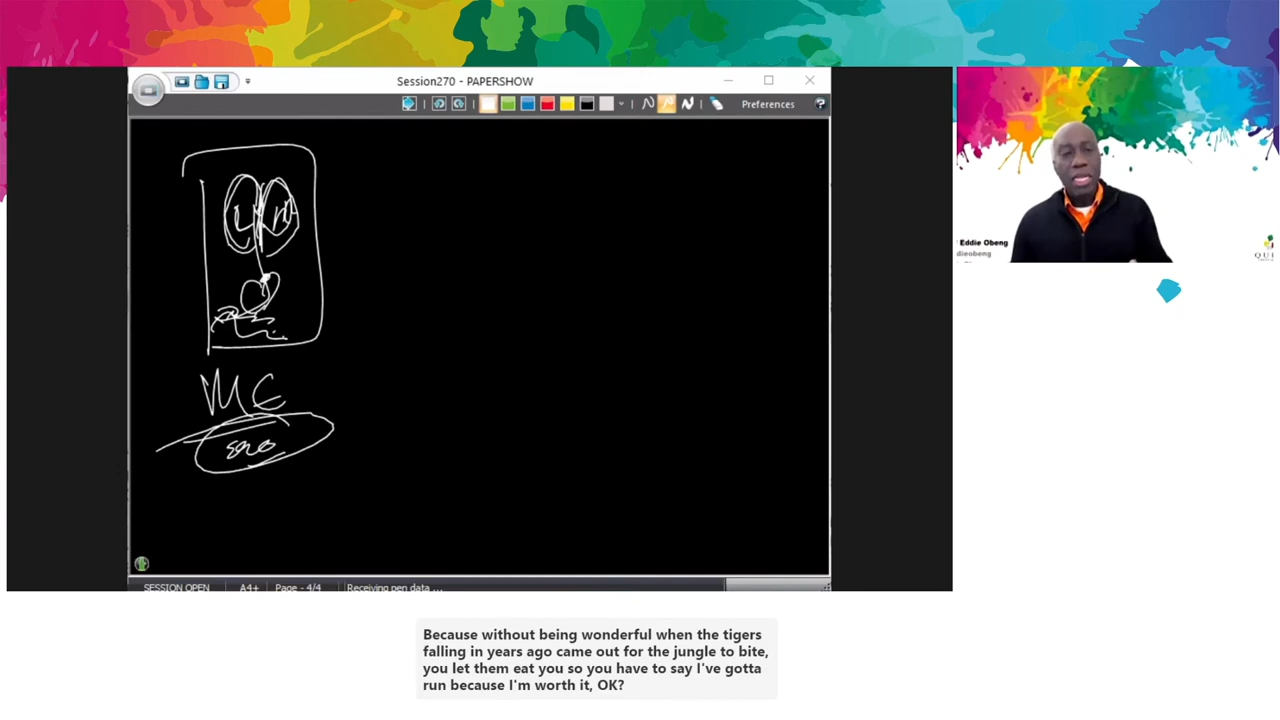 Session270 - PAPERSHOW
Preferences
L R
Eddie Obeng
dieobeng
QUI
ME
SESSION OPEN A4+ Page - 4/4 Receiving pen data ...
Because without being wonderful when the tigers
falling in years ago came out for the jungle to bite,
you let them eat you so you have to say I've gotta
run because I'm worth it, OK?